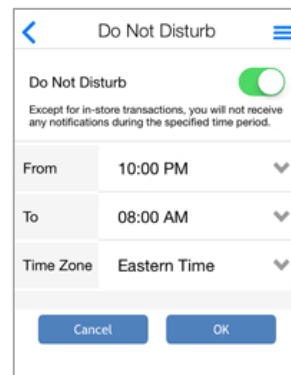 Do Not Disturb
Do Not Disturb
Except for in-store transactions, you will not receive
any notifications during the specified time period.
From 10:00 PM
To 08:00 AM
Time Zone Eastern Time
Cancel OK